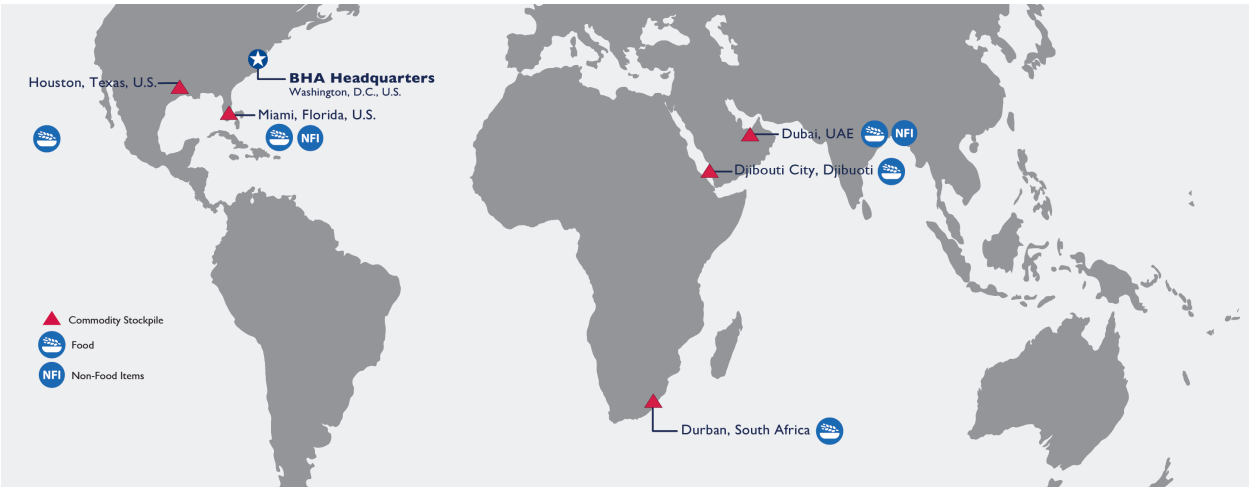 BHA Headquarters
Washington, D.C., U.S.
Houston, Texas, U.S.
Miami, Florida, U.S.
NFI
Dubai, UAE
NFI
Djibouti City, Djibuoti
Commodity Stockpile
Food
NFI Non-Food Items
Durban, South Africa